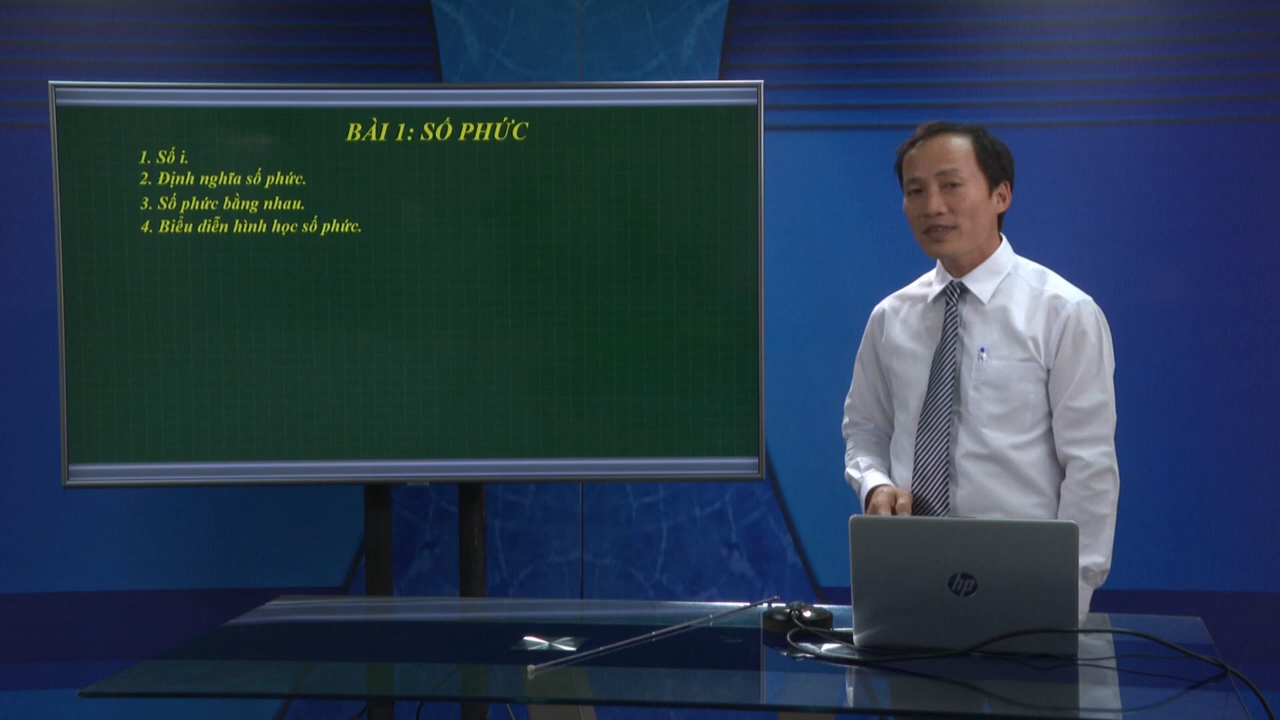 BÀI 1: SỐ PHỨC
1. Số i.
2. Định nghĩa số phức.
3. Số phức bằng nhau.
4. Biểu diễn hình học số phức.
hp